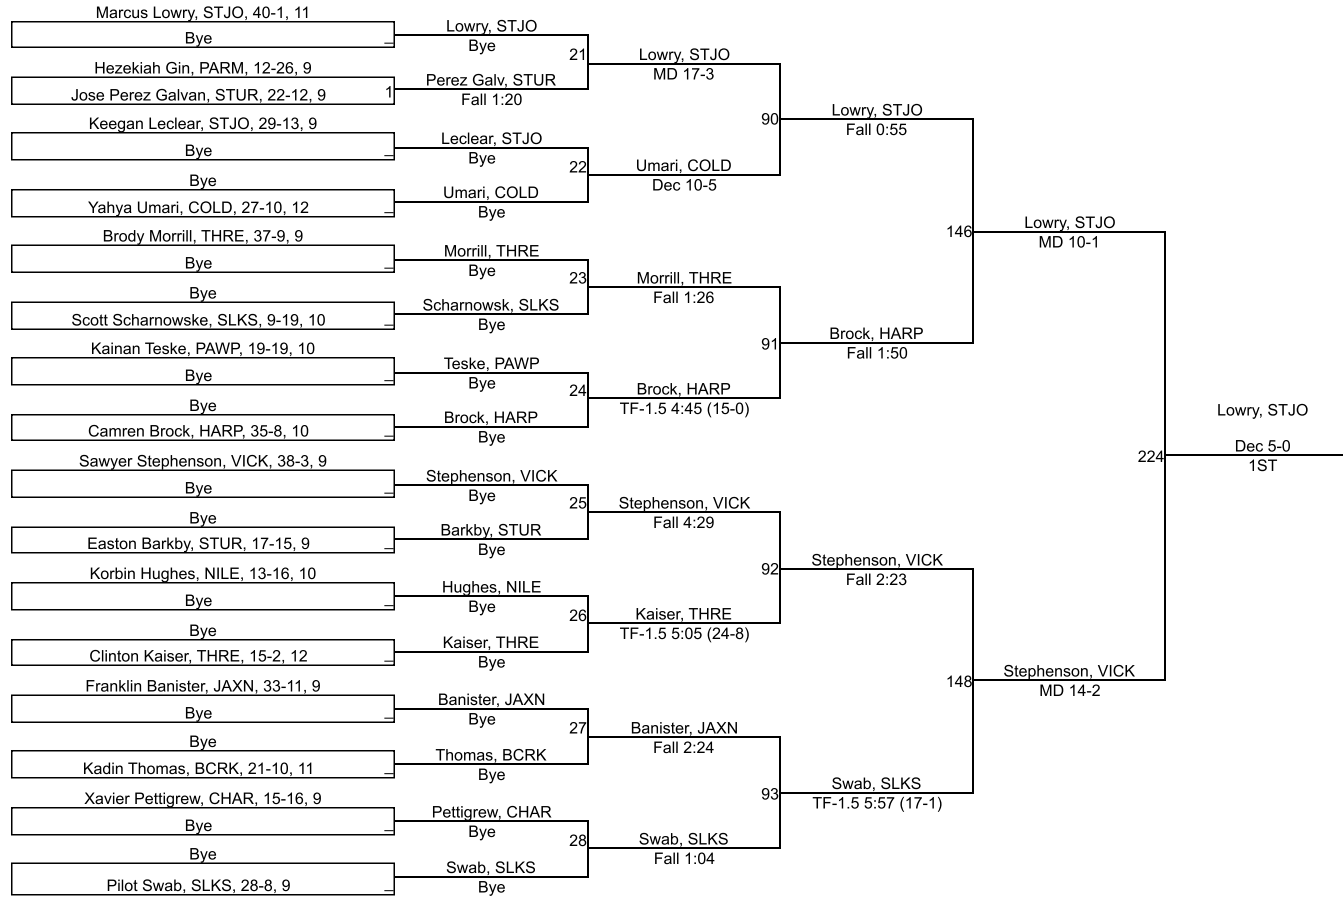 Marcus Lowry, STJO, 40-1, 11
Bye
_
Hezekiah Gin, PARM, 12-26, 9
Jose Perez Galvan, STUR, 22-12, 9
1
Keegan Leclear, STJO, 29-13, 9
Bye
_
Bye
Yahya Umari, COLD, 27-10, 12
_
Brody Morrill, THRE, 37-9, 9
Bye
_
Bye
Scott Scharnowske, SLKS, 9-19, 10
_
Kainan Teske, PAWP, 19-19, 10
Bye
_
Bye
Camren Brock, HARP, 35-8, 10
_
Sawyer Stephenson, VICK, 38-3, 9
Bye
_
Bye
Easton Barkby, STUR, 17-15, 9
_
Korbin Hughes, NILE, 13-16, 10
Bye
_
Bye
Clinton Kaiser, THRE, 15-2, 12
_
Franklin Banister, JAXN, 33-11, 9
Bye
_
Bye
Kadin Thomas, BCRK, 21-10, 11
_
Xavier Pettigrew, CHAR, 15-16, 9
Bye
_
Bye
Pilot Swab, SLKS, 28-8, 9
_
Lowry, STJO
Bye
21
Perez Galv, STUR
Fall 1:20
Leclear, STJO
Bye
22
Umari, COLD
Bye
Morrill, THRE
Bye
23
Scharnowsk, SLKS
Bye
Teske, PAWP
Bye
24
Brock, HARP
Bye
Stephenson, VICK
Bye
25
Barkby, STUR
Bye
Hughes, NILE
Bye
26
Kaiser, THRE
Bye
Banister, JAXN
Bye
27
Thomas, BCRK
Bye
Pettigrew, CHAR
Bye
28
Swab, SLKS
Bye
Lowry, STJO
MD 17-3
90
Umari, COLD
Dec 10-5
Morrill, THRE
Fall 1:26
91
Brock, HARP
TF-1.5 4:45 (15-0)
Stephenson, VICK
Fall 4:29
92
Kaiser, THRE
TF-1.5 5:05 (24-8)
Banister, JAXN
Fall 2:24
93
Swab, SLKS
Fall 1:04
Lowry, STJO
Fall 0:55
146
Brock, HARP
Fall 1:50
Stephenson, VICK
Fall 2:23
148
Swab, SLKS
TF-1.5 5:57 (17-1)
Lowry, STJO
MD 10-1
224
Stephenson, VICK
MD 14-2
Lowry, STJO
Dec 5-0
1ST